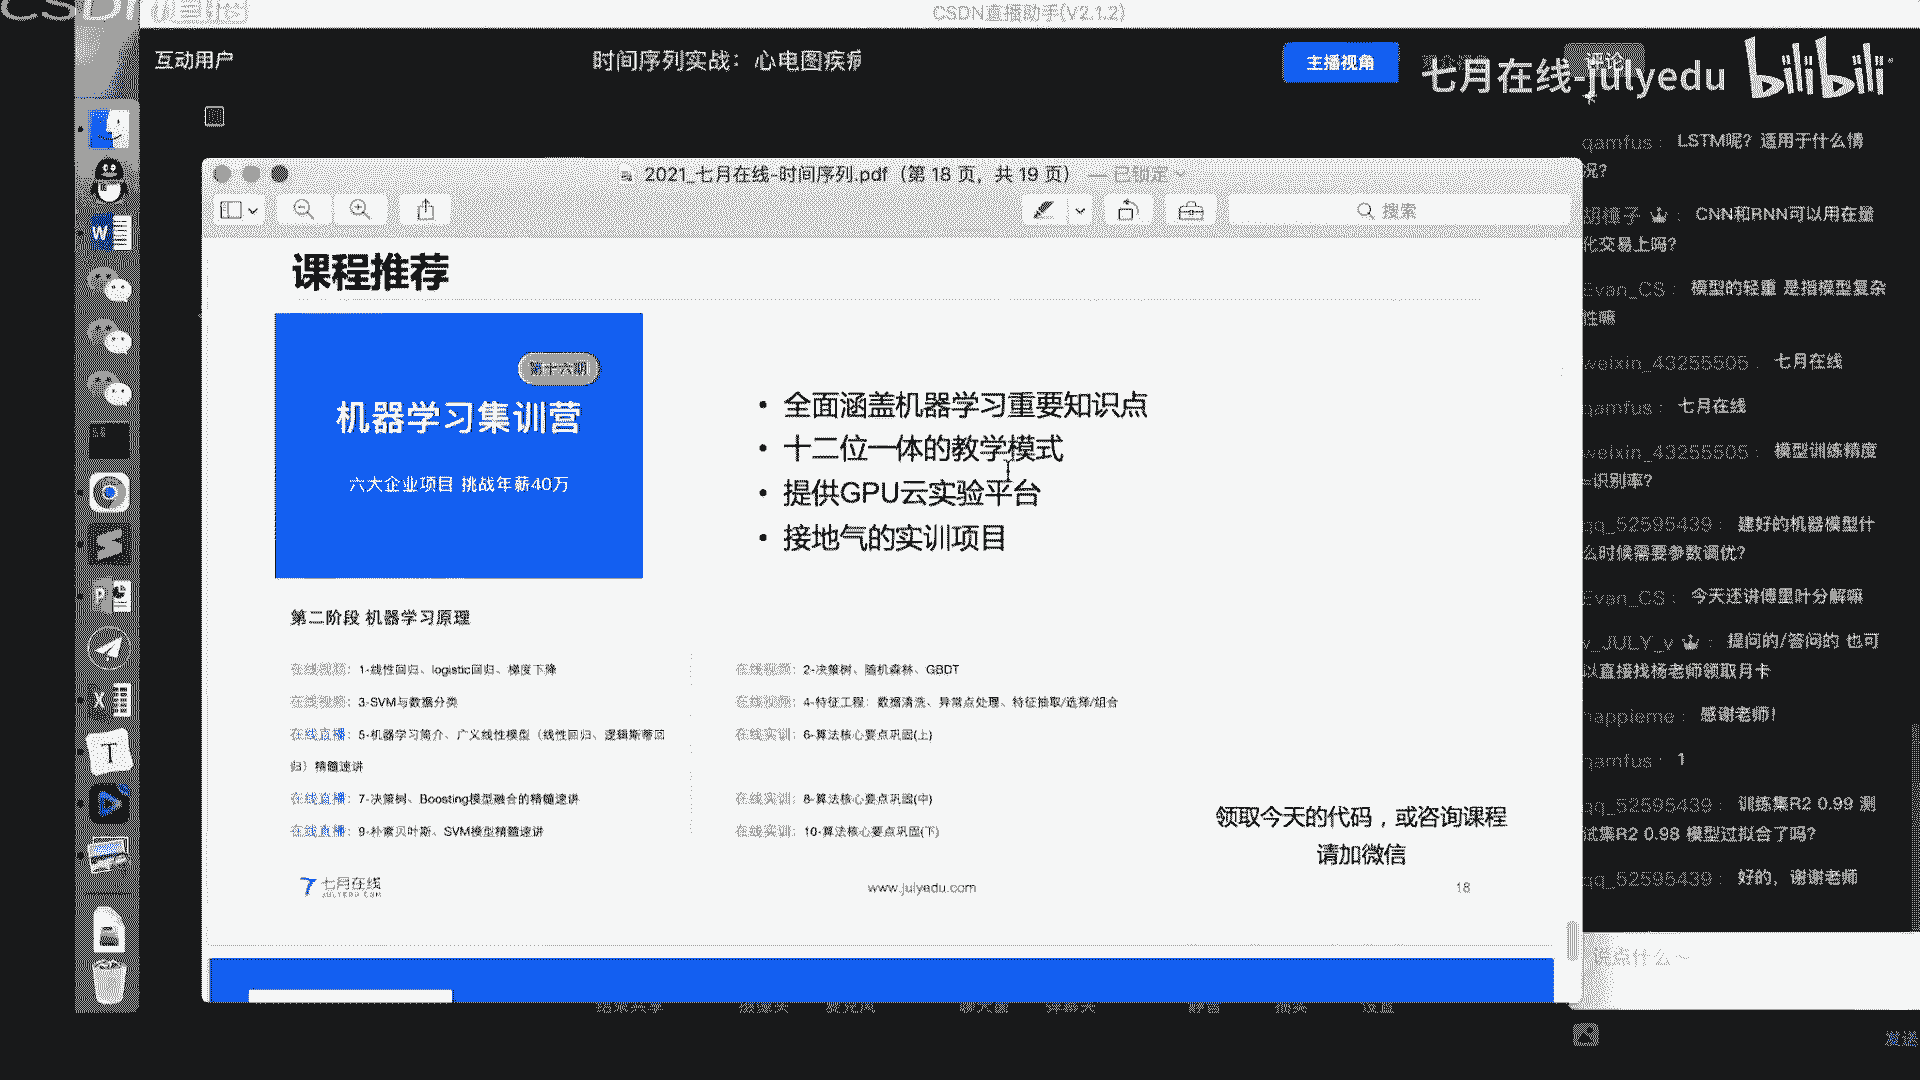 CSDN
CSDN直播助手(V2.1.2)
互动用户
时间序列实战：心电图疾病
主播视角
评论
七月在线-julyedu
bilibili
2021_七月在线-时间序列.pdf（第 18 页，共 19 页）
— 已锁定
搜索
课程推荐
第十六期
机器学习集训营
六大企业项目 挑战年薪40万
• 全面涵盖机器学习重要知识点
• 十二位一体的教学模式
• 提供GPU云实验平台
• 接地气的实训项目
第二阶段 机器学习原理
在线视频：1-线性回归、logistic回归、梯度下降
在线视频：2-决策树、随机森林、GBDT
在线视频：3-SVM与数据分类
在线视频：4-特征工程：数据清洗、异常点处理、特征抽取/选择/组合
在线直播：5-机器学习简介、广义线性模型（线性回归、逻辑斯蒂回
归）精髓速讲
在线实训：6-算法核心要点巩固(上)
在线直播：7-决策树、Boosting模型融合的精髓速讲
在线实训：8-算法核心要点巩固(中)
在线直播：9-朴素贝叶斯、SVM模型精髓速讲
在线实训：10-算法核心要点巩固(下)
领取今天的代码，或咨询课程
请加微信
七月在线
JULYEDU.COM
www.julyedu.com
18
qamfus： LSTM呢？适用于什么情
况？
胡橦子： CNN和RNN可以用在量
化交易上吗？
Evan_CS： 模型的轻重 是指模型复杂
性嘛
weixin_43255505： 七月在线
qamfus： 七月在线
weixin_43255505： 模型训练精度
=识别率？
qq_52595439： 建好的机器模型什
么时候需要参数调优？
Evan_CS： 今天还讲傅里叶分解嘛
v_JULY_v： 提问的/答问的 也可
以直接找杨老师领取月卡
happieme： 感谢老师！
qamfus： 1
qq_52595439： 训练集R2 0.99 测
试集R2 0.98 模型过拟合了吗？
qq_52595439： 好的，谢谢老师
说点什么~
结束共享
摄像头
麦克风
聊天窗
弹聊天
静音
抽奖
设置
发送